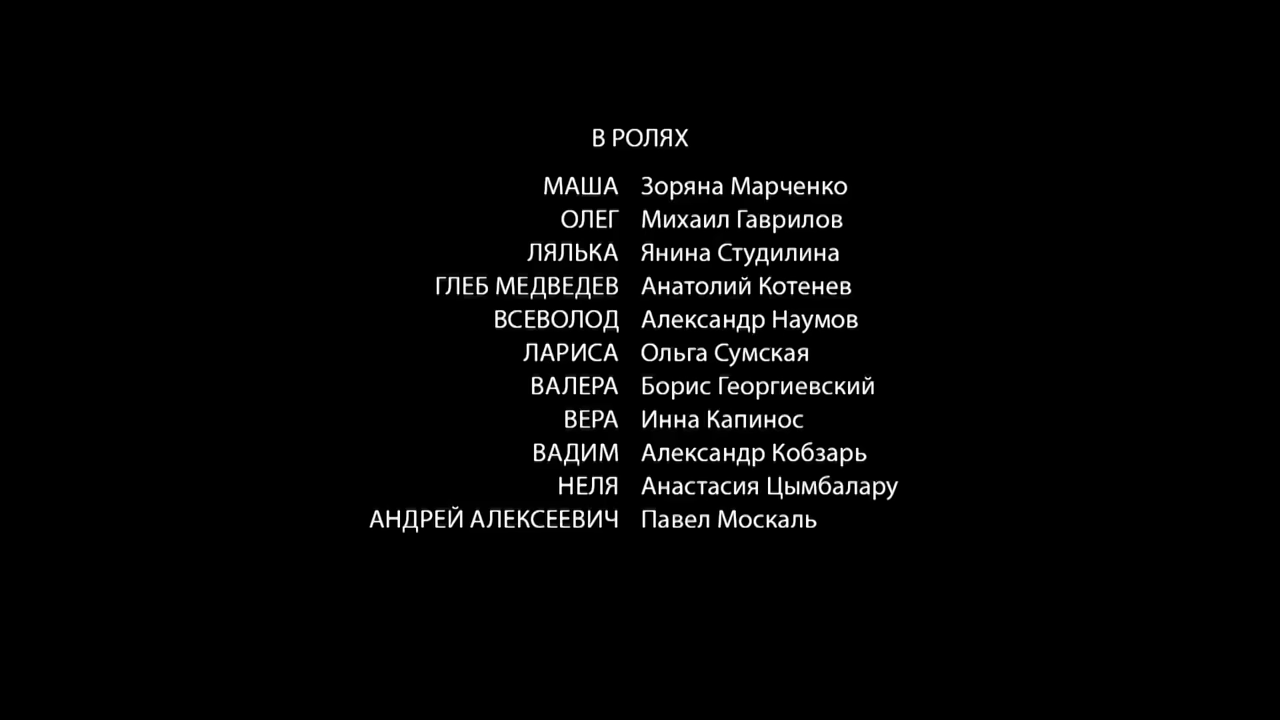 В РОЛЯХ
МАША Зоряна Марченко
ОЛЕГ Михаил Гаврилов
ЛЯЛЬКА Янина Студилина
ГЛЕБ МЕДВЕДЕВ Анатолий Котенев
ВСЕВОЛОД Александр Наумов
ЛАРИСА Ольга Сумская
ВАЛЕРА Борис Георгиевский
ВЕРА Инна Капинос
ВАДИМ Александр Кобзарь
НЕЛЯ Анастасия Цымбалару
АНДРЕЙ АЛЕКСЕЕВИЧ Павел Москаль